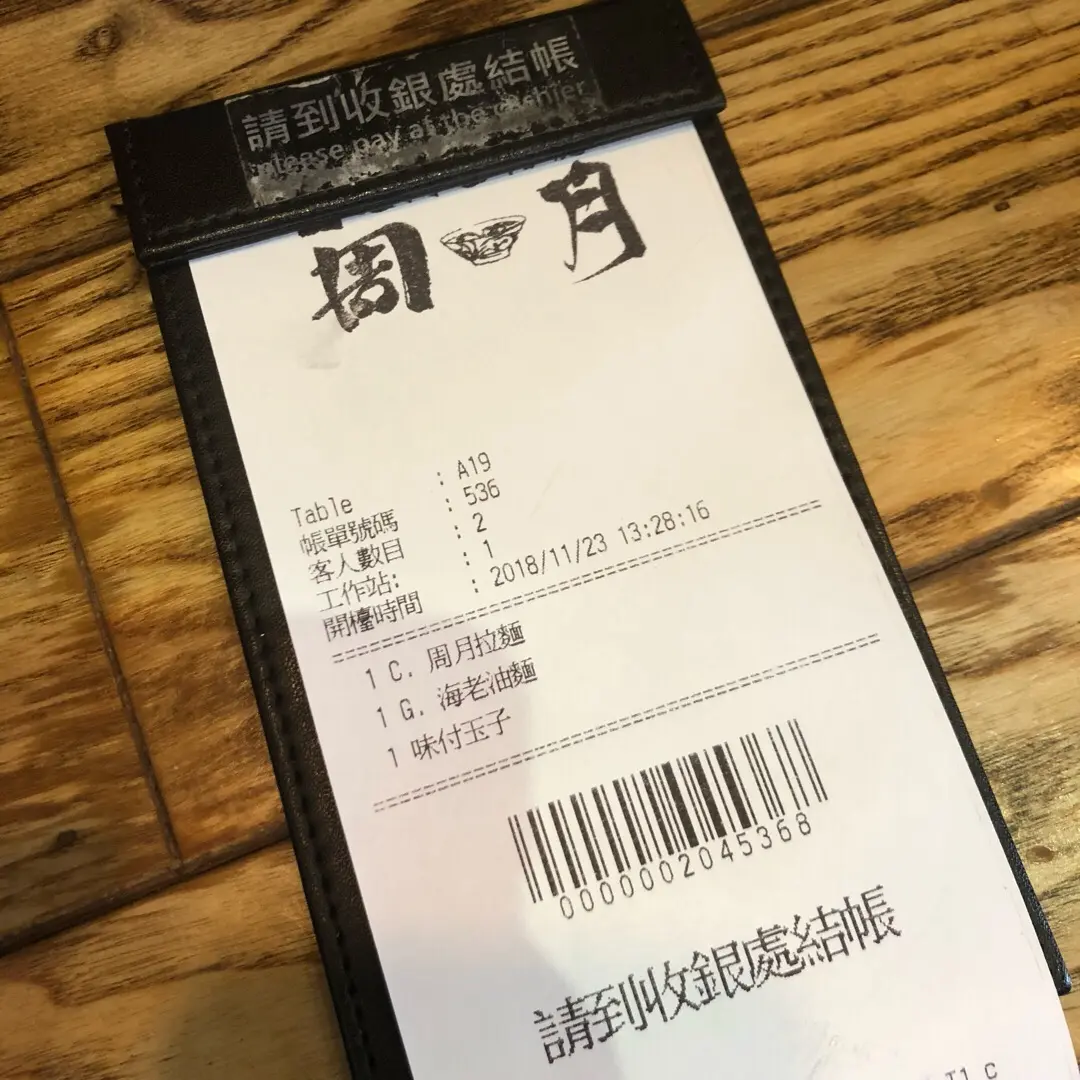 請到收銀處結帳
please pay at the cashier
周月
Table : A19
帳單號碼 : 536
客人數目 : 2
工作站: : 1
開檯時間 : 2018/11/23 13:28:16
1 C. 周月拉麵
1 G. 海老油麵
1 味付玉子
0000002045368
請到收銀處結帳